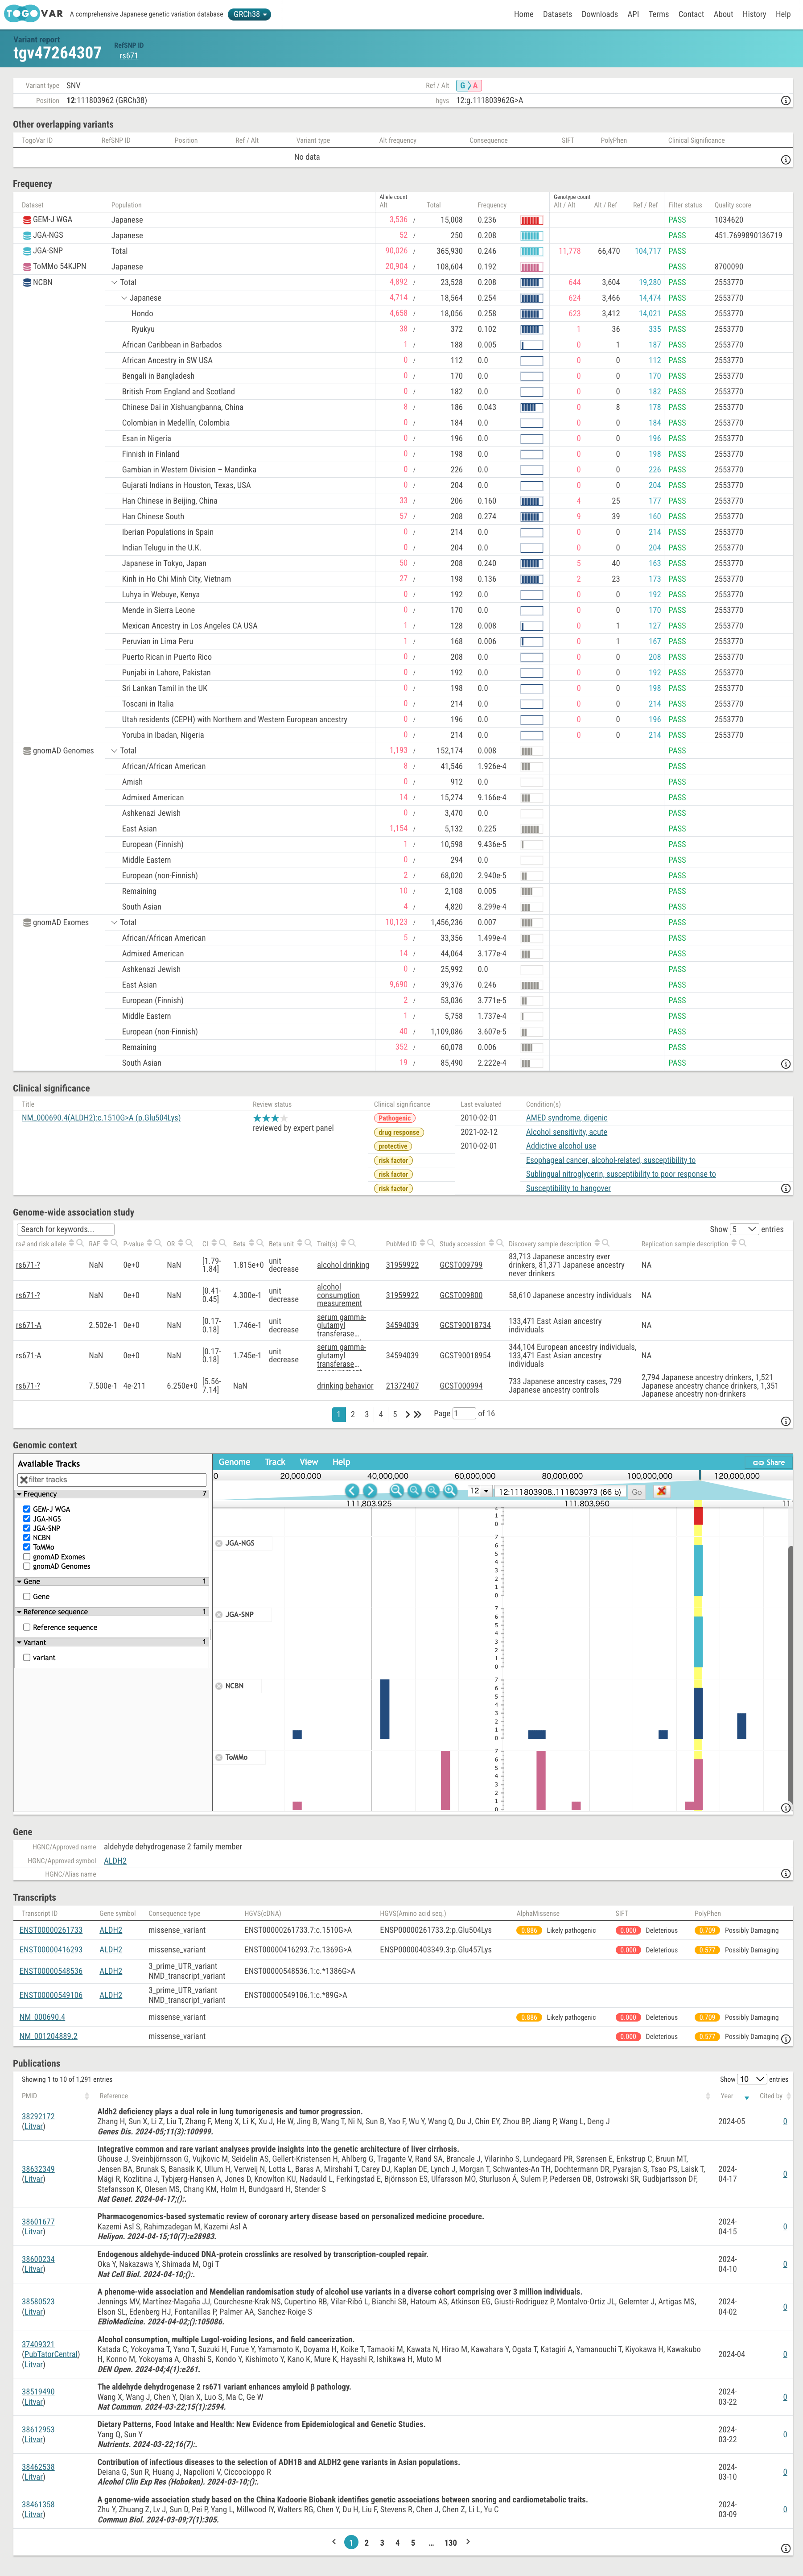 TOGO VAR A comprehensive Japanese genetic variation database GRCh38 Home Datasets Downloads API Terms Contact About History Help
Variant report RefSNP ID
tgv47264307 rs671
Variant type SNV Ref / Alt G A
Position 12:111803962 (GRCh38) hgvs 12:g.111803962G>A
Other overlapping variants
TogoVar ID RefSNP ID Position Ref / Alt Variant type Alt frequency Consequence SIFT PolyPhen Clinical Significance
No data
Frequency
Allele count Genotype count
Dataset Population Alt Total Frequency Alt / Alt Alt / Ref Ref / Ref Filter status Quality score
GEM-J WGA Japanese 3,536 / 15,008 0.236 PASS 1034620
JGA-NGS Japanese 52 / 250 0.208 PASS 451.7699890136719
JGA-SNP Total 90,026 / 365,930 0.246 11,778 66,470 104,717 PASS
ToMMo 54KJPN Japanese 20,904 / 108,604 0.192 PASS 8700090
NCBN Total 4,892 / 23,528 0.208 644 3,604 19,280 PASS 2553770
Japanese 4,714 / 18,564 0.254 624 3,466 14,474 PASS 2553770
Hondo 4,658 / 18,056 0.258 623 3,412 14,021 PASS 2553770
Ryukyu 38 / 372 0.102 1 36 335 PASS 2553770
African Caribbean in Barbados 1 / 188 0.005 0 1 187 PASS 2553770
African Ancestry in SW USA 0 / 112 0.0 0 0 112 PASS 2553770
Bengali in Bangladesh 0 / 170 0.0 0 0 170 PASS 2553770
British From England and Scotland 0 / 182 0.0 0 0 182 PASS 2553770
Chinese Dai in Xishuangbanna, China 8 / 186 0.043 0 8 178 PASS 2553770
Colombian in Medellín, Colombia 0 / 184 0.0 0 0 184 PASS 2553770
Esan in Nigeria 0 / 196 0.0 0 0 196 PASS 2553770
Finnish in Finland 0 / 198 0.0 0 0 198 PASS 2553770
Gambian in Western Division – Mandinka 0 / 226 0.0 0 0 226 PASS 2553770
Gujarati Indians in Houston, Texas, USA 0 / 204 0.0 0 0 204 PASS 2553770
Han Chinese in Beijing, China 33 / 206 0.160 4 25 177 PASS 2553770
Han Chinese South 57 / 208 0.274 9 39 160 PASS 2553770
Iberian Populations in Spain 0 / 214 0.0 0 0 214 PASS 2553770
Indian Telugu in the U.K. 0 / 204 0.0 0 0 204 PASS 2553770
Japanese in Tokyo, Japan 50 / 208 0.240 5 40 163 PASS 2553770
Kinh in Ho Chi Minh City, Vietnam 27 / 198 0.136 2 23 173 PASS 2553770
Luhya in Webuye, Kenya 0 / 192 0.0 0 0 192 PASS 2553770
Mende in Sierra Leone 0 / 170 0.0 0 0 170 PASS 2553770
Mexican Ancestry in Los Angeles CA USA 1 / 128 0.008 0 1 127 PASS 2553770
Peruvian in Lima Peru 1 / 168 0.006 0 1 167 PASS 2553770
Puerto Rican in Puerto Rico 0 / 208 0.0 0 0 208 PASS 2553770
Punjabi in Lahore, Pakistan 0 / 192 0.0 0 0 192 PASS 2553770
Sri Lankan Tamil in the UK 0 / 198 0.0 0 0 198 PASS 2553770
Toscani in Italia 0 / 214 0.0 0 0 214 PASS 2553770
Utah residents (CEPH) with Northern and Western European ancestry 0 / 196 0.0 0 0 196 PASS 2553770
Yoruba in Ibadan, Nigeria 0 / 214 0.0 0 0 214 PASS 2553770
gnomAD Genomes Total 1,193 / 152,174 0.008 PASS
African/African American 8 / 41,546 1.926e-4 PASS
Amish 0 / 912 0.0 PASS
Admixed American 14 / 15,274 9.166e-4 PASS
Ashkenazi Jewish 0 / 3,470 0.0 PASS
East Asian 1,154 / 5,132 0.225 PASS
European (Finnish) 1 / 10,598 9.436e-5 PASS
Middle Eastern 0 / 294 0.0 PASS
European (non-Finnish) 2 / 68,020 2.940e-5 PASS
Remaining 10 / 2,108 0.005 PASS
South Asian 4 / 4,820 8.299e-4 PASS
gnomAD Exomes Total 10,123 / 1,456,236 0.007 PASS
African/African American 5 / 33,356 1.499e-4 PASS
Admixed American 14 / 44,064 3.177e-4 PASS
Ashkenazi Jewish 0 / 25,992 0.0 PASS
East Asian 9,690 / 39,376 0.246 PASS
European (Finnish) 2 / 53,036 3.771e-5 PASS
Middle Eastern 1 / 5,758 1.737e-4 PASS
European (non-Finnish) 40 / 1,109,086 3.607e-5 PASS
Remaining 352 / 60,078 0.006 PASS
South Asian 19 / 85,490 2.222e-4 PASS
Clinical significance
Title Review status Clinical significance Last evaluated Condition(s)
NM_000690.4(ALDH2):c.1510G>A (p.Glu504Lys) Pathogenic 2010-02-01 AMED syndrome, digenic
reviewed by expert panel
drug response 2021-02-12 Alcohol sensitivity, acute
protective 2010-02-01 Addictive alcohol use
risk factor Esophageal cancer, alcohol-related, susceptibility to
risk factor Sublingual nitroglycerin, susceptibility to poor response to
risk factor Susceptibility to hangover
Genome-wide association study
Search for keywords... Show 5 entries
rs# and risk allele RAF P-value OR CI Beta Beta unit Trait(s) PubMed ID Study accession Discovery sample description Replication sample description
rs671-? NaN 0e+0 NaN [1.79-1.84] 1.815e+0 unit decrease alcohol drinking 31959922 GCST009799 83,713 Japanese ancestry ever drinkers, 81,371 Japanese ancestry never drinkers NA
rs671-? NaN 0e+0 NaN [0.41-0.45] 4.300e-1 unit decrease alcohol consumption measurement 31959922 GCST009800 58,610 Japanese ancestry individuals NA
rs671-A 2.502e-1 0e+0 NaN [0.17-0.18] 1.746e-1 unit decrease serum gamma-glutamyl transferase... 34594039 GCST90018734 133,471 East Asian ancestry individuals NA
rs671-A NaN 0e+0 NaN [0.17-0.18] 1.745e-1 unit decrease serum gamma-glutamyl transferase... 34594039 GCST90018954 344,104 European ancestry individuals, 133,471 East Asian ancestry individuals NA
rs671-? 7.500e-1 4e-211 6.250e+0 [5.56-7.14] NaN drinking behavior 21372407 GCST000994 733 Japanese ancestry cases, 729 Japanese ancestry controls 2,794 Japanese ancestry drinkers, 1,521 Japanese ancestry chance drinkers, 1,351 Japanese ancestry non-drinkers
1 2 3 4 5 Page 1 of 16
Genomic context
Available Tracks Genome Track View Help Share
filter tracks
0 20,000,000 40,000,000 60,000,000 80,000,000 100,000,000 120,000,000
12 12:111803908..111803973 (66 b) Go
111,803,925 111,803,950 11
Frequency 7
GEM-J WGA
JGA-NGS
JGA-SNP
NCBN
ToMMo
gnomAD Exomes
gnomAD Genomes
Gene 1
Gene
Reference sequence 1
Reference sequence
Variant 1
variant
2
1
0
JGA-NGS
7
6
5
4
3
2
1
0
JGA-SNP
7
6
5
4
3
2
1
0
NCBN
7
6
5
4
3
2
1
0
ToMMo
7
6
5
4
3
2
1
0
Gene
HGNC/Approved name aldehyde dehydrogenase 2 family member
HGNC/Approved symbol ALDH2
HGNC/Alias name
Transcripts
Transcript ID Gene symbol Consequence type HGVS(cDNA) HGVS(Amino acid seq.) AlphaMissense SIFT PolyPhen
ENST00000261733 ALDH2 missense_variant ENST00000261733.7:c.1510G>A ENSP00000261733.2:p.Glu504Lys 0.886 Likely pathogenic 0.000 Deleterious 0.709 Possibly Damaging
ENST00000416293 ALDH2 missense_variant ENST00000416293.7:c.1369G>A ENSP00000403349.3:p.Glu457Lys 0.000 Deleterious 0.577 Possibly Damaging
ENST00000548536 ALDH2 3_prime_UTR_variant NMD_transcript_variant ENST00000548536.1:c.*1386G>A
ENST00000549106 ALDH2 3_prime_UTR_variant NMD_transcript_variant ENST00000549106.1:c.*89G>A
NM_000690.4 missense_variant 0.886 Likely pathogenic 0.000 Deleterious 0.709 Possibly Damaging
NM_001204889.2 missense_variant 0.000 Deleterious 0.577 Possibly Damaging
Publications
Showing 1 to 10 of 1,291 entries Show 10 entries
PMID Reference Year Cited by
Aldh2 deficiency plays a dual role in lung tumorigenesis and tumor progression.
38292172 (Litvar) Zhang H, Sun X, Li Z, Liu T, Zhang F, Meng X, Li K, Xu J, He W, Jing B, Wang T, Ni N, Sun B, Yao F, Wu Y, Wang Q, Du J, Chin EY, Zhou BP, Jiang P, Wang L, Deng J 2024-05 0
Genes Dis. 2024-05;11(3):100999.
Integrative common and rare variant analyses provide insights into the genetic architecture of liver cirrhosis.
Ghouse J, Sveinbjörnsson G, Vujkovic M, Seidelin AS, Gellert-Kristensen H, Ahlberg G, Tragante V, Rand SA, Brancale J, Vilarinho S, Lundegaard PR, Sørensen E, Erikstrup C, Bruun MT,
38632349 (Litvar) Jensen BA, Brunak S, Banasik K, Ullum H, Verweij N, Lotta L, Baras A, Mirshahi T, Carey DJ, Kaplan DE, Lynch J, Morgan T, Schwantes-An TH, Dochtermann DR, Pyarajan S, Tsao PS, Laisk T, 2024-04-17 0
Mägi R, Kozlitina J, Tybjærg-Hansen A, Jones D, Knowlton KU, Nadauld L, Ferkingstad E, Björnsson ES, Ulfarsson MO, Sturluson Á, Sulem P, Pedersen OB, Ostrowski SR, Gudbjartsson DF,
Stefansson K, Olesen MS, Chang KM, Holm H, Bundgaard H, Stender S
Nat Genet. 2024-04-17;():.
Pharmacogenomics-based systematic review of coronary artery disease based on personalized medicine procedure.
38601677 (Litvar) Kazemi Asl S, Rahimzadegan M, Kazemi Asl A 2024-04-15 0
Heliyon. 2024-04-15;10(7):e28983.
Endogenous aldehyde-induced DNA-protein crosslinks are resolved by transcription-coupled repair.
38600234 (Litvar) Oka Y, Nakazawa Y, Shimada M, Ogi T 2024-04-10 0
Nat Cell Biol. 2024-04-10;():.
A phenome-wide association and Mendelian randomisation study of alcohol use variants in a diverse cohort comprising over 3 million individuals.
38580523 (Litvar) Jennings MV, Martínez-Magaña JJ, Courchesne-Krak NS, Cupertino RB, Vilar-Ribó L, Bianchi SB, Hatoum AS, Atkinson EG, Giusti-Rodriguez P, Montalvo-Ortiz JL, Gelernter J, Artigas MS, 2024-04-02 0
Elson SL, Edenberg HJ, Fontanillas P, Palmer AA, Sanchez-Roige S
EBioMedicine. 2024-04-02;():105086.
Alcohol consumption, multiple Lugol-voiding lesions, and field cancerization.
37409321 (PubTatorCentral) (Litvar) Katada C, Yokoyama T, Yano T, Suzuki H, Furue Y, Yamamoto K, Doyama H, Koike T, Tamaoki M, Kawata N, Hirao M, Kawahara Y, Ogata T, Katagiri A, Yamanouchi T, Kiyokawa H, Kawakubo 2024-04 0
H, Konno M, Yokoyama A, Ohashi S, Kondo Y, Kishimoto Y, Kano K, Mure K, Hayashi R, Ishikawa H, Muto M
DEN Open. 2024-04;4(1):e261.
The aldehyde dehydrogenase 2 rs671 variant enhances amyloid β pathology.
38519490 (Litvar) Wang X, Wang J, Chen Y, Qian X, Luo S, Ma C, Ge W 2024-03-22 0
Nat Commun. 2024-03-22;15(1):2594.
Dietary Patterns, Food Intake and Health: New Evidence from Epidemiological and Genetic Studies.
38612953 (Litvar) Yang Q, Sun Y 2024-03-22 0
Nutrients. 2024-03-22;16(7):.
Contribution of infectious diseases to the selection of ADH1B and ALDH2 gene variants in Asian populations.
38462538 (Litvar) Deiana G, Sun R, Huang J, Napolioni V, Ciccocioppo R 2024-03-10 0
Alcohol Clin Exp Res (Hoboken). 2024-03-10;():.
A genome-wide association study based on the China Kadoorie Biobank identifies genetic associations between snoring and cardiometabolic traits.
38461358 (Litvar) Zhu Y, Zhuang Z, Lv J, Sun D, Pei P, Yang L, Millwood IY, Walters RG, Chen Y, Du H, Liu F, Stevens R, Chen J, Chen Z, Li L, Yu C 2024-03-09 0
Commun Biol. 2024-03-09;7(1):305.
1 2 3 4 5 … 130